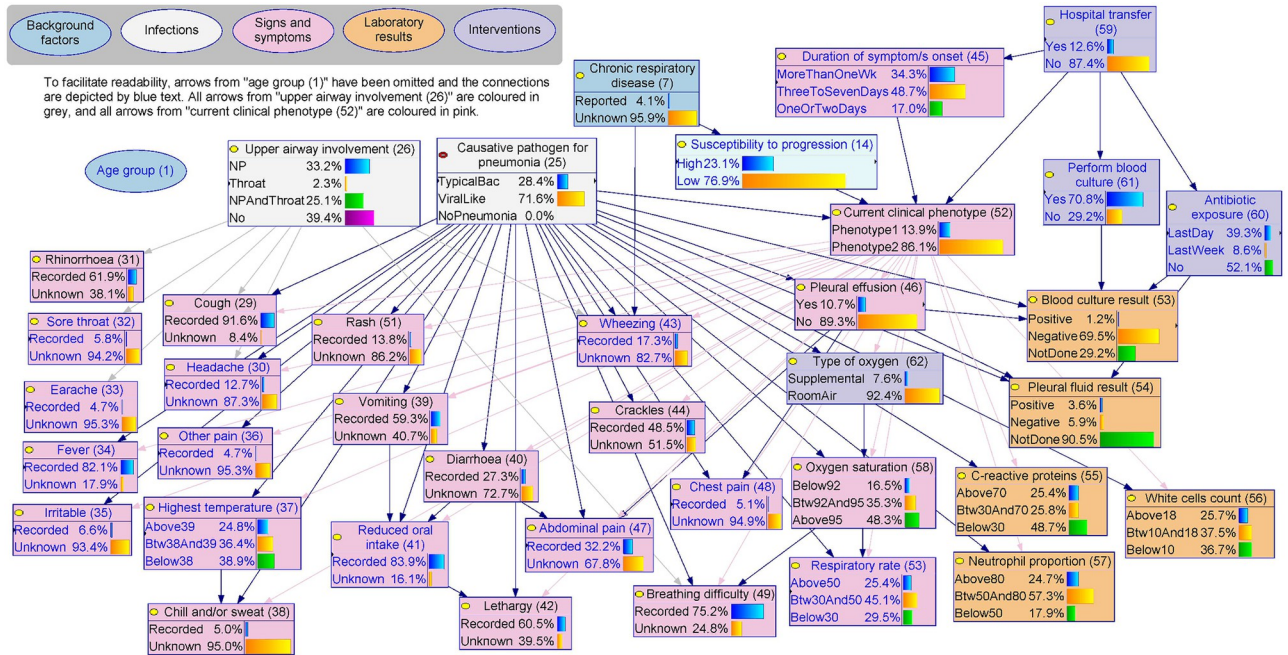 Background
factors
Infections
Signs and
symptoms
Laboratory
results
Interventions
To facilitate readability, arrows from "age group (1)" have been omitted and the connections
are depicted by blue text. All arrows from "upper airway involvement (26)" are coloured in
grey, and all arrows from "current clinical phenotype (52)" are coloured in pink.
Hospital transfer
(59)
Yes 12.6%
No 87.4%
Duration of symptom/s onset (45)
MoreThanOneWk 34.3%
ThreeToSevenDays 48.7%
OneOrTwoDays 17.0%
Chronic respiratory
disease (7)
Reported 4.1%
Unknown 95.9%
Age group (1)
Upper airway involvement (26)
NP 33.2%
Throat 2.3%
NPAndThroat 25.1%
No 39.4%
Causative pathogen for
pneumonia (25)
TypicalBac 28.4%
ViralLike 71.6%
NoPneumonia 0.0%
Susceptibility to progression (14)
High 23.1%
Low 76.9%
Perform blood
culture (61)
Yes 70.8%
No 29.2%
Antibiotic
exposure (60)
LastDay 39.3%
LastWeek 8.6%
No 52.1%
Current clinical phenotype (52)
Phenotype1 13.9%
Phenotype2 86.1%
Rhinorrhoea (31)
Recorded 61.9%
Unknown 38.1%
Cough (29)
Recorded 91.6%
Unknown 8.4%
Rash (51)
Recorded 13.8%
Unknown 86.2%
Wheezing (43)
Recorded 17.3%
Unknown 82.7%
Pleural effusion (46)
Yes 10.7%
No 89.3%
Blood culture result (53)
Positive 1.2%
Negative 69.5%
NotDone 29.2%
Sore throat (32)
Recorded 5.8%
Unknown 94.2%
Headache (30)
Recorded 12.7%
Unknown 87.3%
Type of oxygen (62)
Supplemental 7.6%
RoomAir 92.4%
Earache (33)
Recorded 4.7%
Unknown 95.3%
Vomiting (39)
Recorded 59.3%
Unknown 40.7%
Crackles (44)
Recorded 48.5%
Unknown 51.5%
Pleural fluid result (54)
Positive 3.6%
Negative 5.9%
NotDone 90.5%
Fever (34)
Recorded 82.1%
Unknown 17.9%
Other pain (36)
Recorded 4.7%
Unknown 95.3%
Diarrhoea (40)
Recorded 27.3%
Unknown 72.7%
Chest pain (48)
Recorded 5.1%
Unknown 94.9%
Oxygen saturation (58)
Below92 16.5%
Btw92And95 35.3%
Above95 48.3%
C-reactive proteins (55)
Above70 25.4%
Btw30And70 25.8%
Below30 48.7%
White cells count (56)
Above18 25.7%
Btw10And18 37.5%
Below10 36.7%
Irritable (35)
Recorded 6.6%
Unknown 93.4%
Highest temperature (37)
Above39 24.8%
Btw38And39 36.4%
Below38 38.9%
Reduced oral
intake (41)
Recorded 83.9%
Unknown 16.1%
Abdominal pain (47)
Recorded 32.2%
Unknown 67.8%
Respiratory rate (53)
Above50 25.4%
Btw30And50 45.1%
Below30 29.5%
Neutrophil proportion (57)
Above80 24.7%
Btw50And80 57.3%
Below50 17.9%
Chill and/or sweat (38)
Recorded 5.0%
Unknown 95.0%
Lethargy (42)
Recorded 60.5%
Unknown 39.5%
Breathing difficulty (49)
Recorded 75.2%
Unknown 24.8%